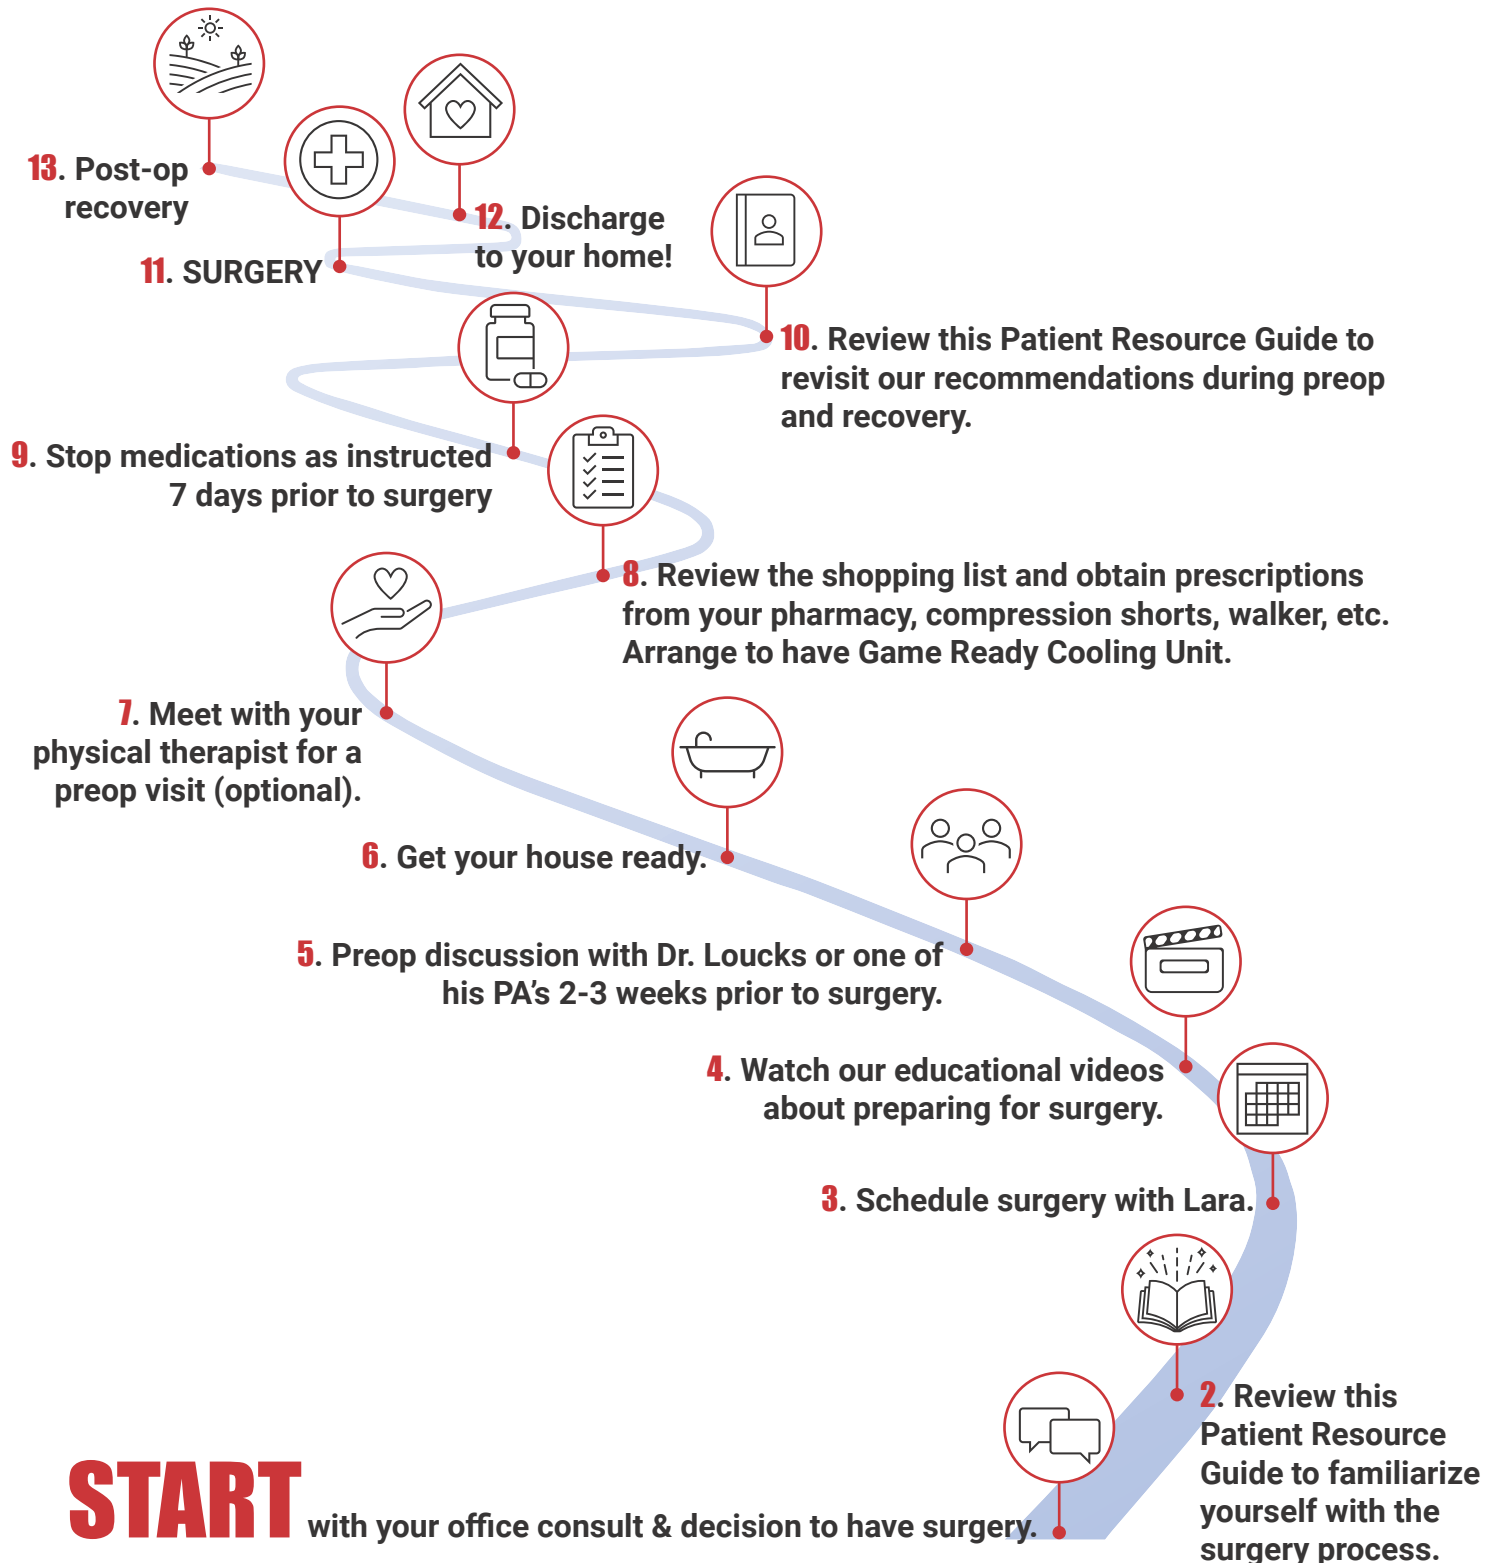 13. Post-op
recovery
12. Discharge
to your home!
11. SURGERY
10. Review this Patient Resource Guide to
revisit our recommendations during preop
and recovery.
9. Stop medications as instructed
7 days prior to surgery
8. Review the shopping list and obtain prescriptions
from your pharmacy, compression shorts, walker, etc.
Arrange to have Game Ready Cooling Unit.
7. Meet with your
physical therapist for a
preop visit (optional).
6. Get your house ready.
5. Preop discussion with Dr. Loucks or one of
his PA’s 2-3 weeks prior to surgery.
4. Watch our educational videos
about preparing for surgery.
3. Schedule surgery with Lara.
2. Review this
Patient Resource
Guide to familiarize
yourself with the
surgery process.
START with your office consult & decision to have surgery.